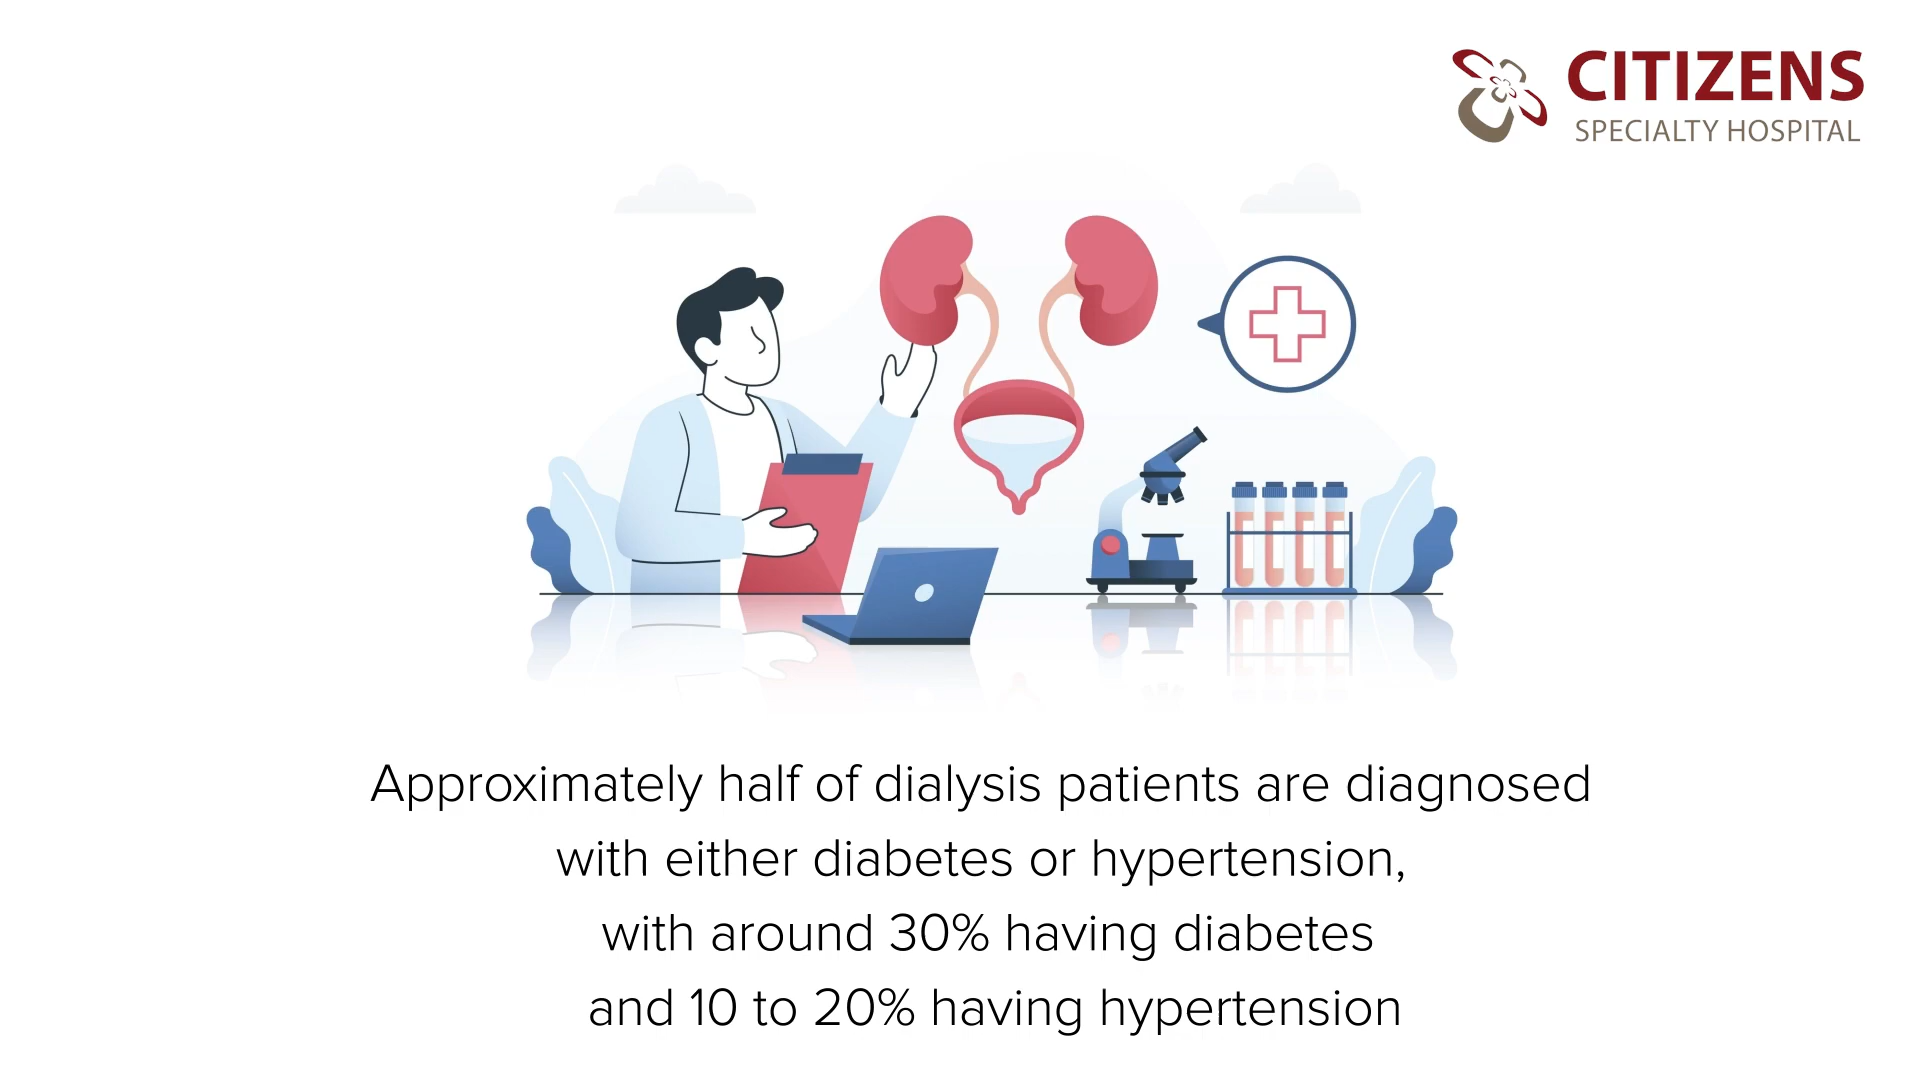 CITIZENS
SPECIALTY HOSPITAL
Approximately half of dialysis patients are diagnosed
with either diabetes or hypertension,
with around 30% having diabetes
and 10 to 20% having hypertension